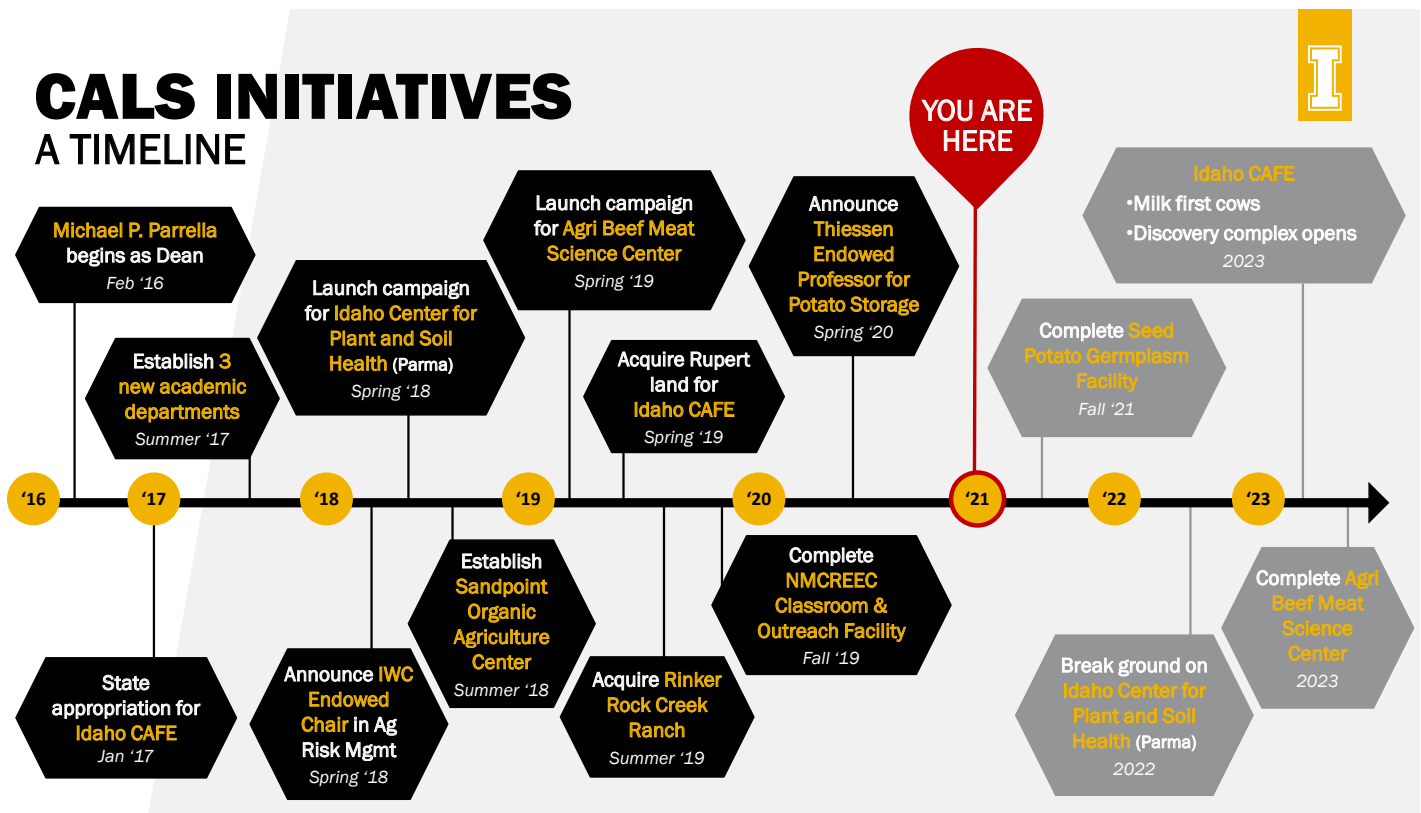 CALS INITIATIVES
A TIMELINE
I
YOU ARE
HERE
Michael P. Parrella
begins as Dean
Feb ‘16
Establish 3
new academic
departments
Summer ‘17
Launch campaign
for Idaho Center for
Plant and Soil
Health (Parma)
Spring ‘18
Launch campaign
for Agri Beef Meat
Science Center
Spring ‘19
Acquire Rupert
land for
Idaho CAFE
Spring ‘19
Announce
Thiessen
Endowed
Professor for
Potato Storage
Spring ‘20
Complete Seed
Potato Germplasm
Facility
Fall ‘21
Idaho CAFE
•Milk first cows
•Discovery complex opens
2023
‘16
‘17
‘18
‘19
‘20
‘21
‘22
‘23
State
appropriation for
Idaho CAFE
Jan ‘17
Announce IWC
Endowed
Chair in Ag
Risk Mgmt
Spring ‘18
Establish
Sandpoint
Organic
Agriculture
Center
Summer ‘18
Acquire Rinker
Rock Creek
Ranch
Summer ‘19
Complete
NMCREEC
Classroom &
Outreach Facility
Fall ‘19
Break ground on
Idaho Center for
Plant and Soil
Health (Parma)
2022
Complete Agri
Beef Meat
Science
Center
2023